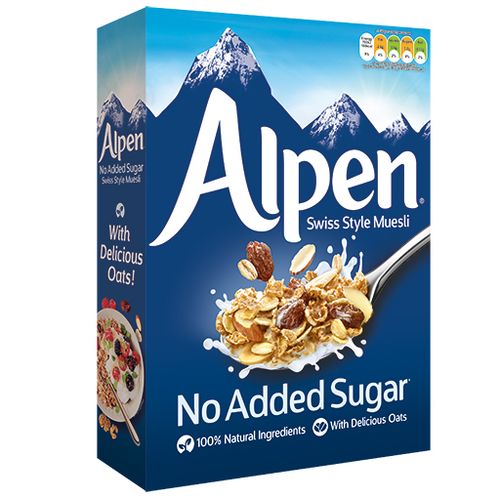 Alpen®
Swiss Style Muesli
No Added Sugar
100% Natural Ingredients
With Delicious Oats
Alpen
No Added Sugar
Swiss Style Muesli
With
Delicious
Oats!